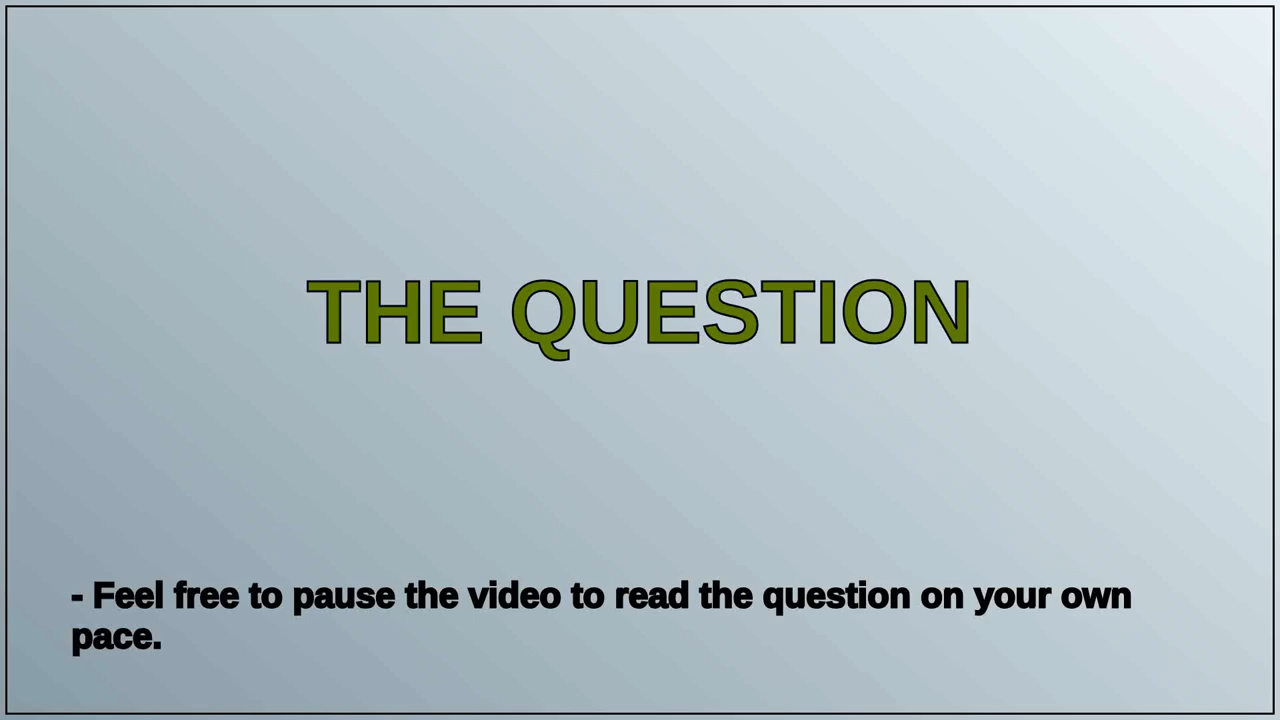 THE QUESTION
- Feel free to pause the video to read the question on your own
pace.